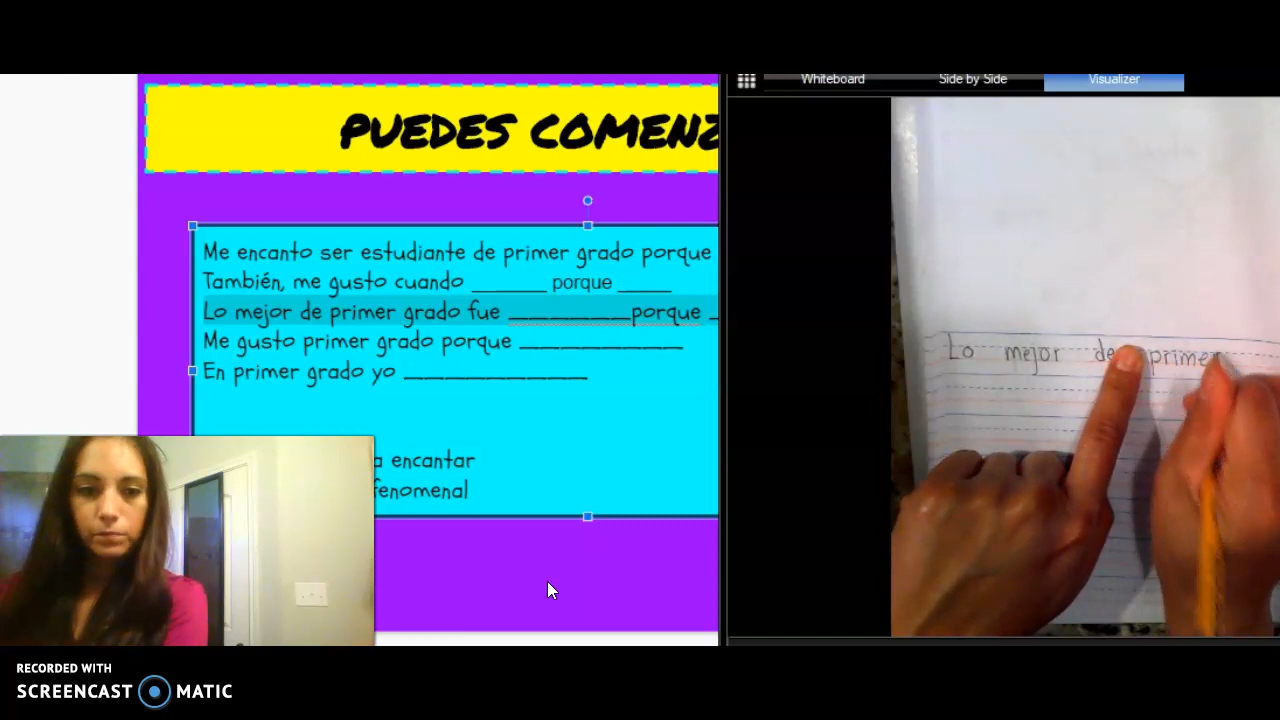 Whiteboard Side by Side Visualizer
PUEDES COMENZ
Me encanto ser estudiante de primer grado porque
También, me gusto cuando ______ porque ______
Lo mejor de primer grado fue __________porque _
Me gusto primer grado porque ______________
En primer grado yo ________________
a encantar
fenomenal
Lo mejor de primer
RECORDED WITH
SCREENCAST MATIC